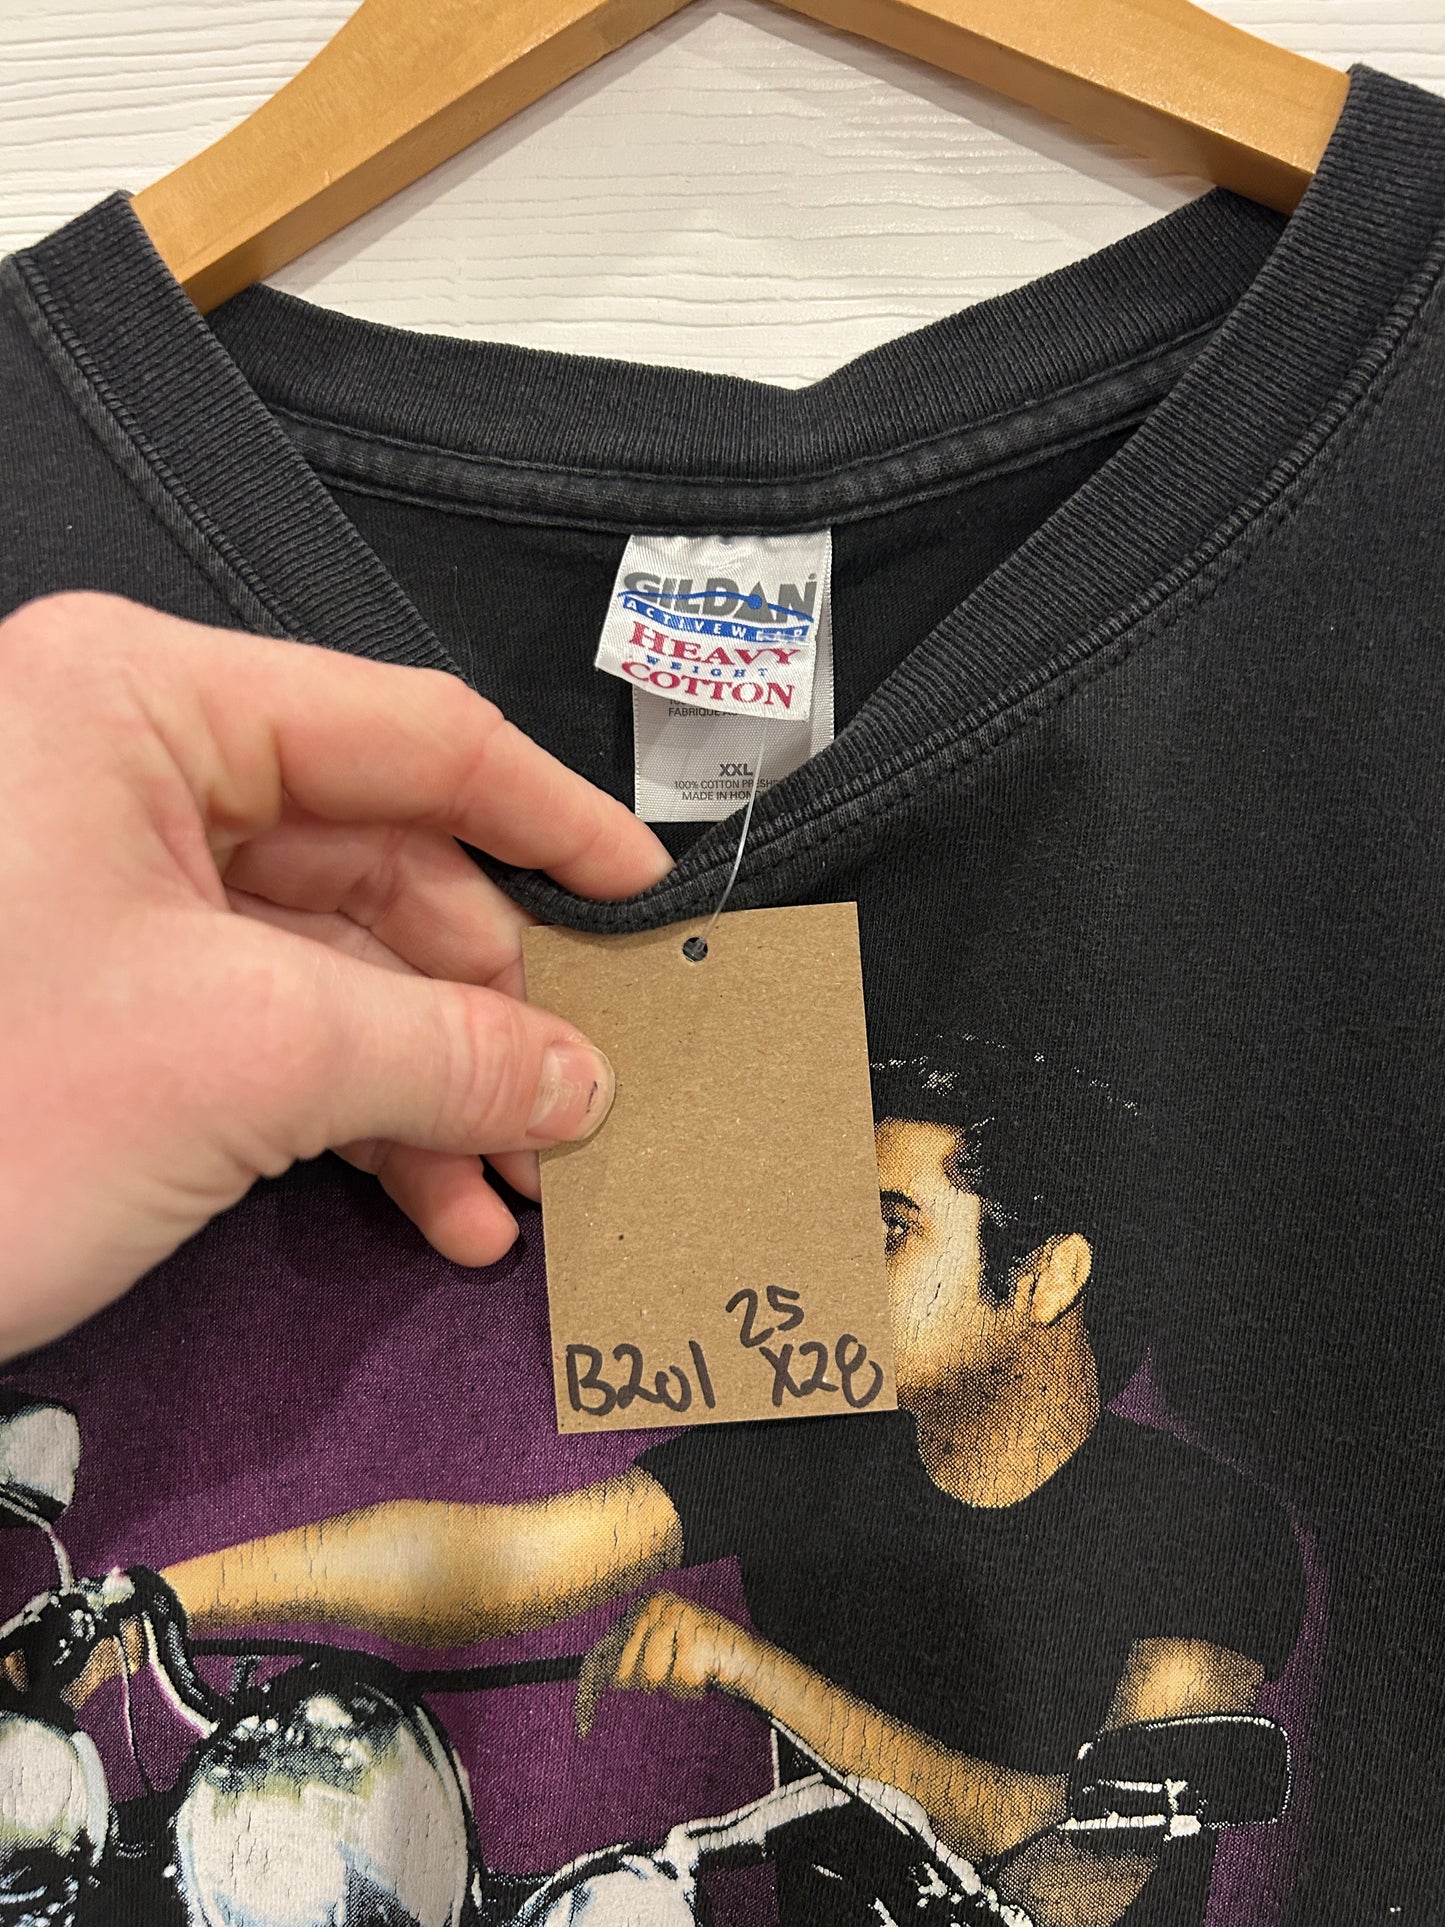 GILDAN
ACTIVEWEAR
HEAVY
WEIGHT
COTTON
FABRIQUE
XXL
100% COTTON
MADE IN
25
B201 X28